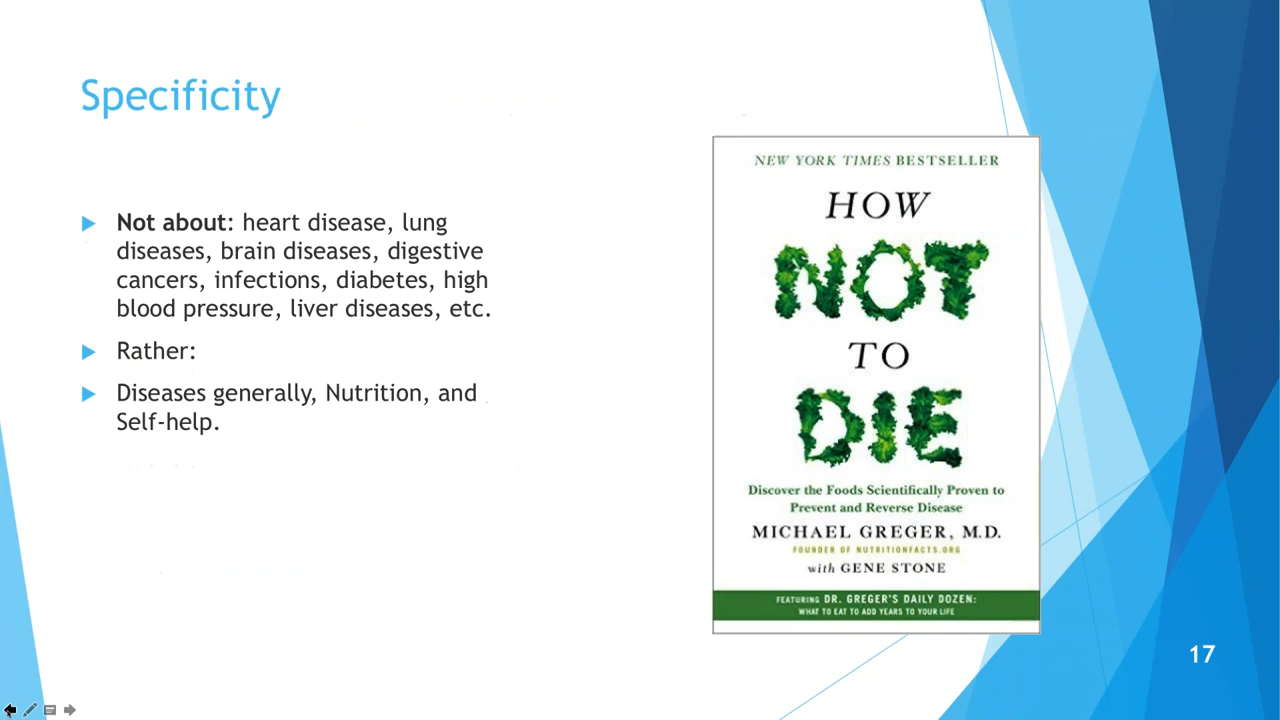 Specificity
Not about: heart disease, lung
diseases, brain diseases, digestive
cancers, infections, diabetes, high
blood pressure, liver diseases, etc.
Rather:
Diseases generally, Nutrition, and
Self-help.
NEW YORK TIMES BESTSELLER
HOW
NOT
TO
DIE
Discover the Foods Scientifically Proven to
Prevent and Reverse Disease
MICHAEL GREGER, M.D.
FOUNDER OF NUTRITIONFACTS.ORG
with GENE STONE
FEATURING DR. GREGER'S DAILY DOZEN:
WHAT TO EAT TO ADD YEARS TO YOUR LIFE
17